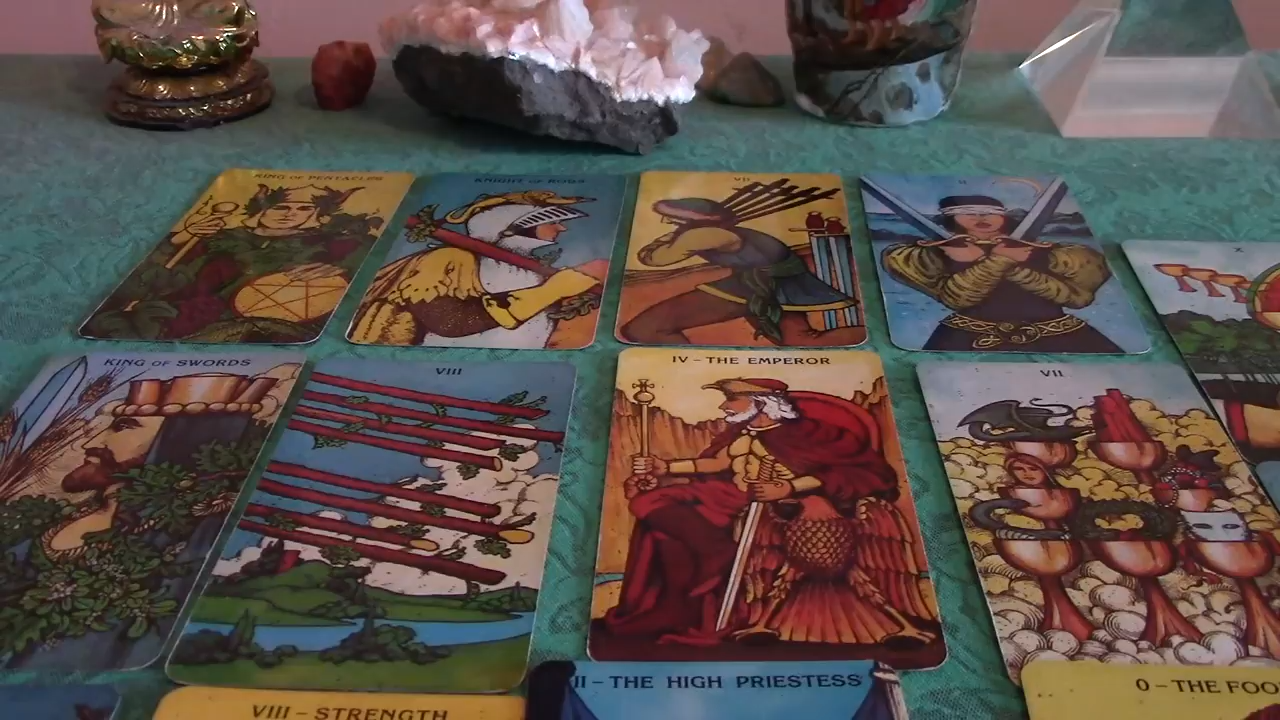 KING OF PENTACLES
KNIGHT OF RODS
VII
II
X
KING OF SWORDS
VIII
IV – THE EMPEROR
VII
VIII – STRENGTH
II – THE HIGH PRIESTESS
0 – THE FOO